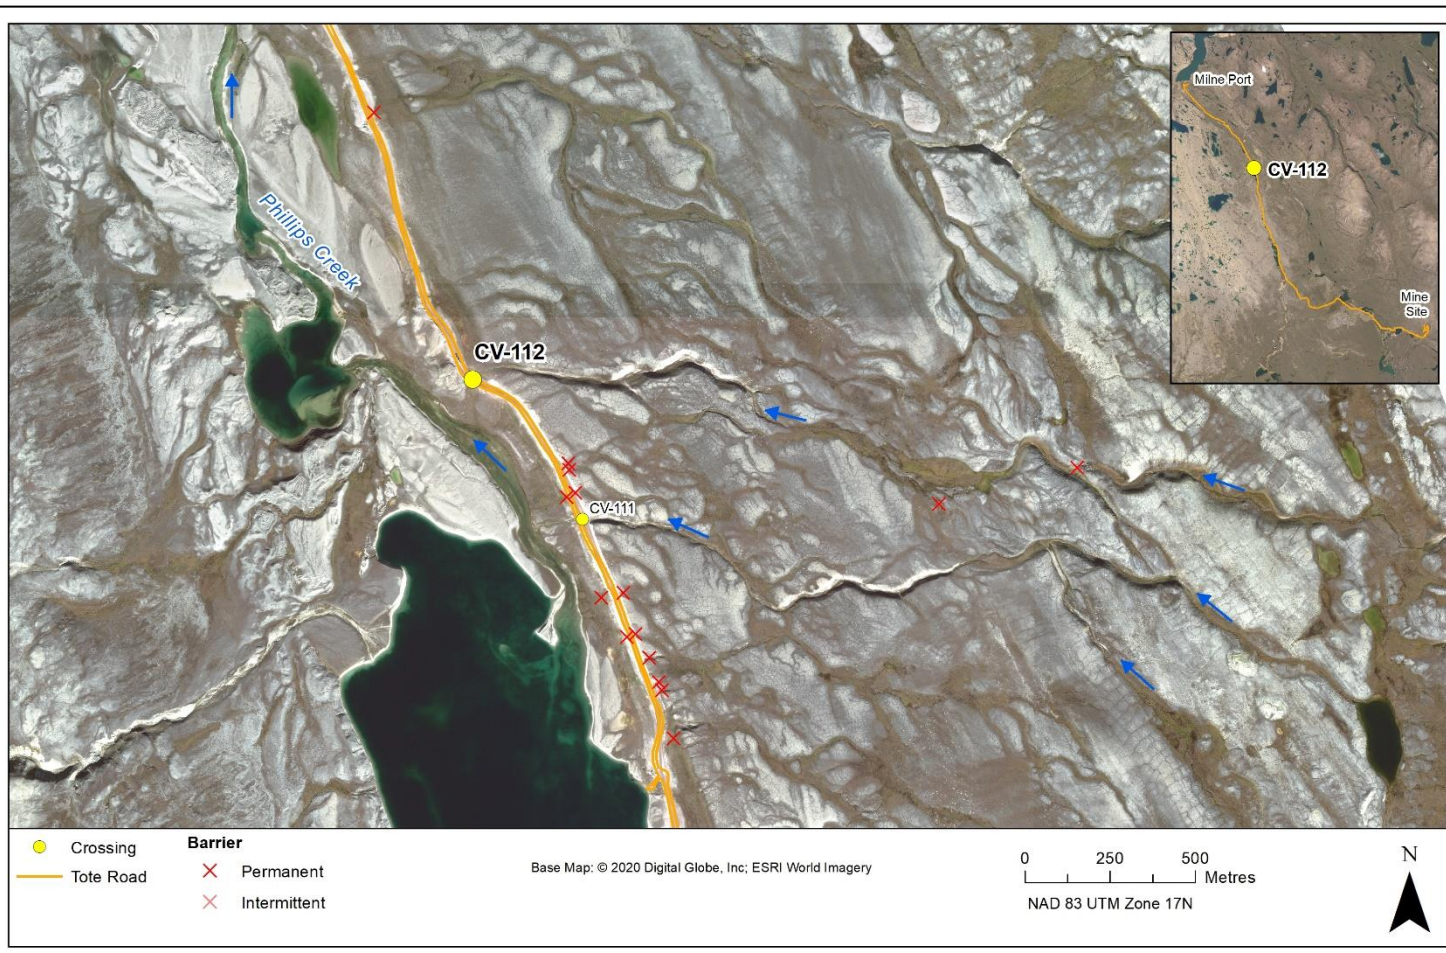 Milne Port
CV-112
Mine
Site
Phillips Creek
CV-112
CV-111
Crossing
Tote Road
Barrier
Permanent
Intermittent
Base Map: © 2020 Digital Globe, Inc; ESRI World Imagery
0 250 500
Metres
NAD 83 UTM Zone 17N
N